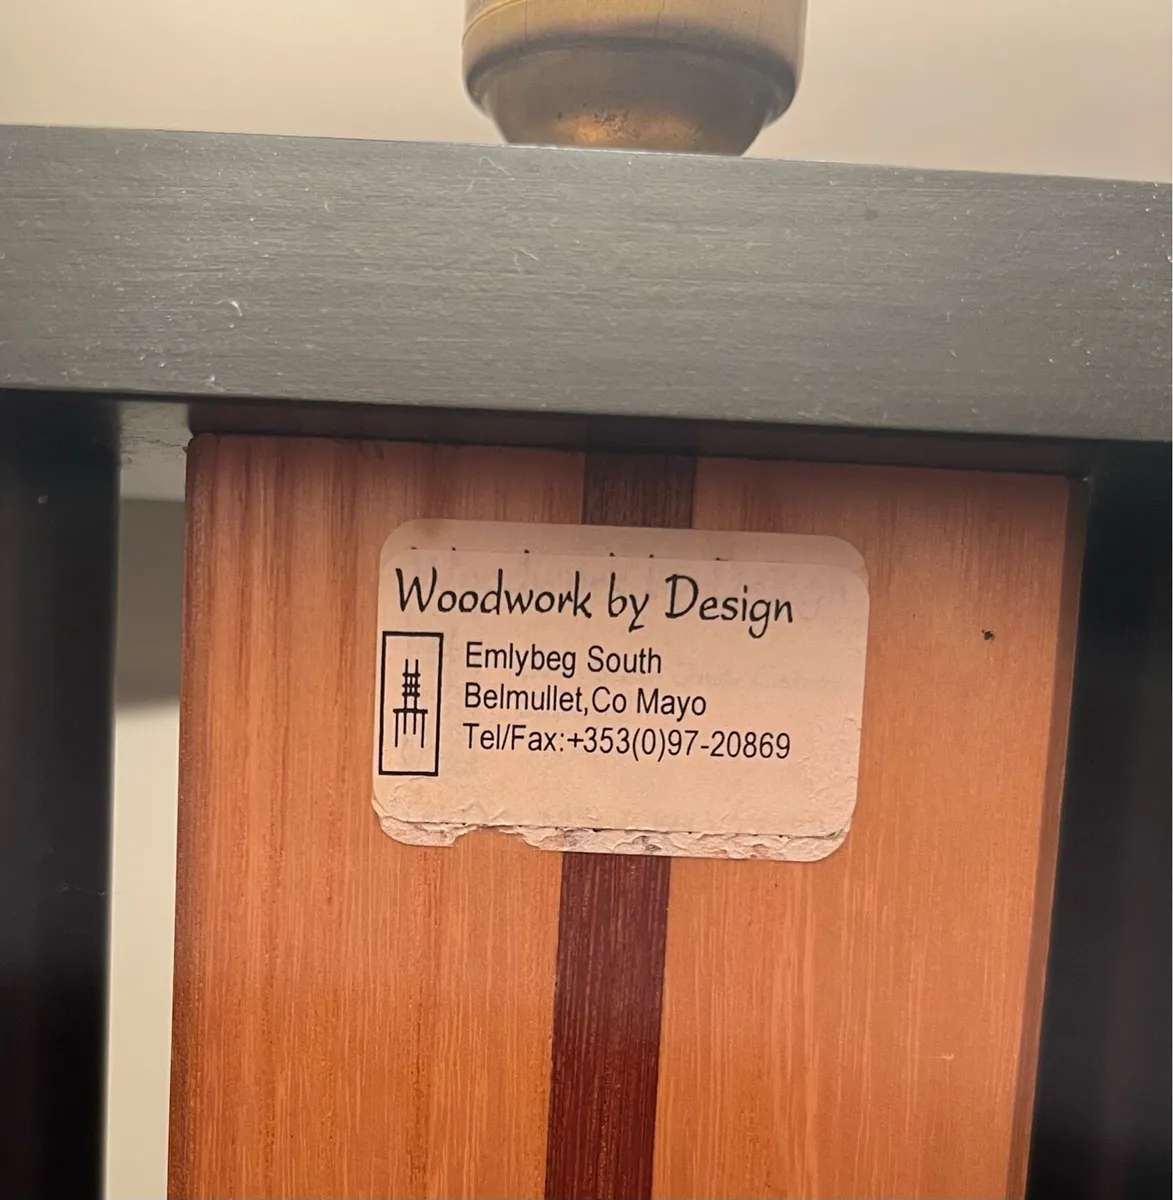 Woodwork by Design
Emlybeg South
Belmullet,Co Mayo
Tel/Fax:+353(0)97-20869